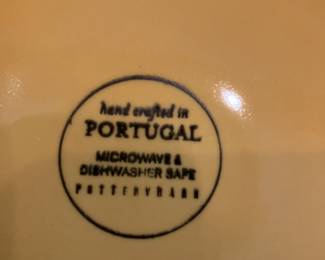 hand crafted in
PORTUGAL
MICROWAVE &
DISHWASHER SAFE
POTTERYBARN